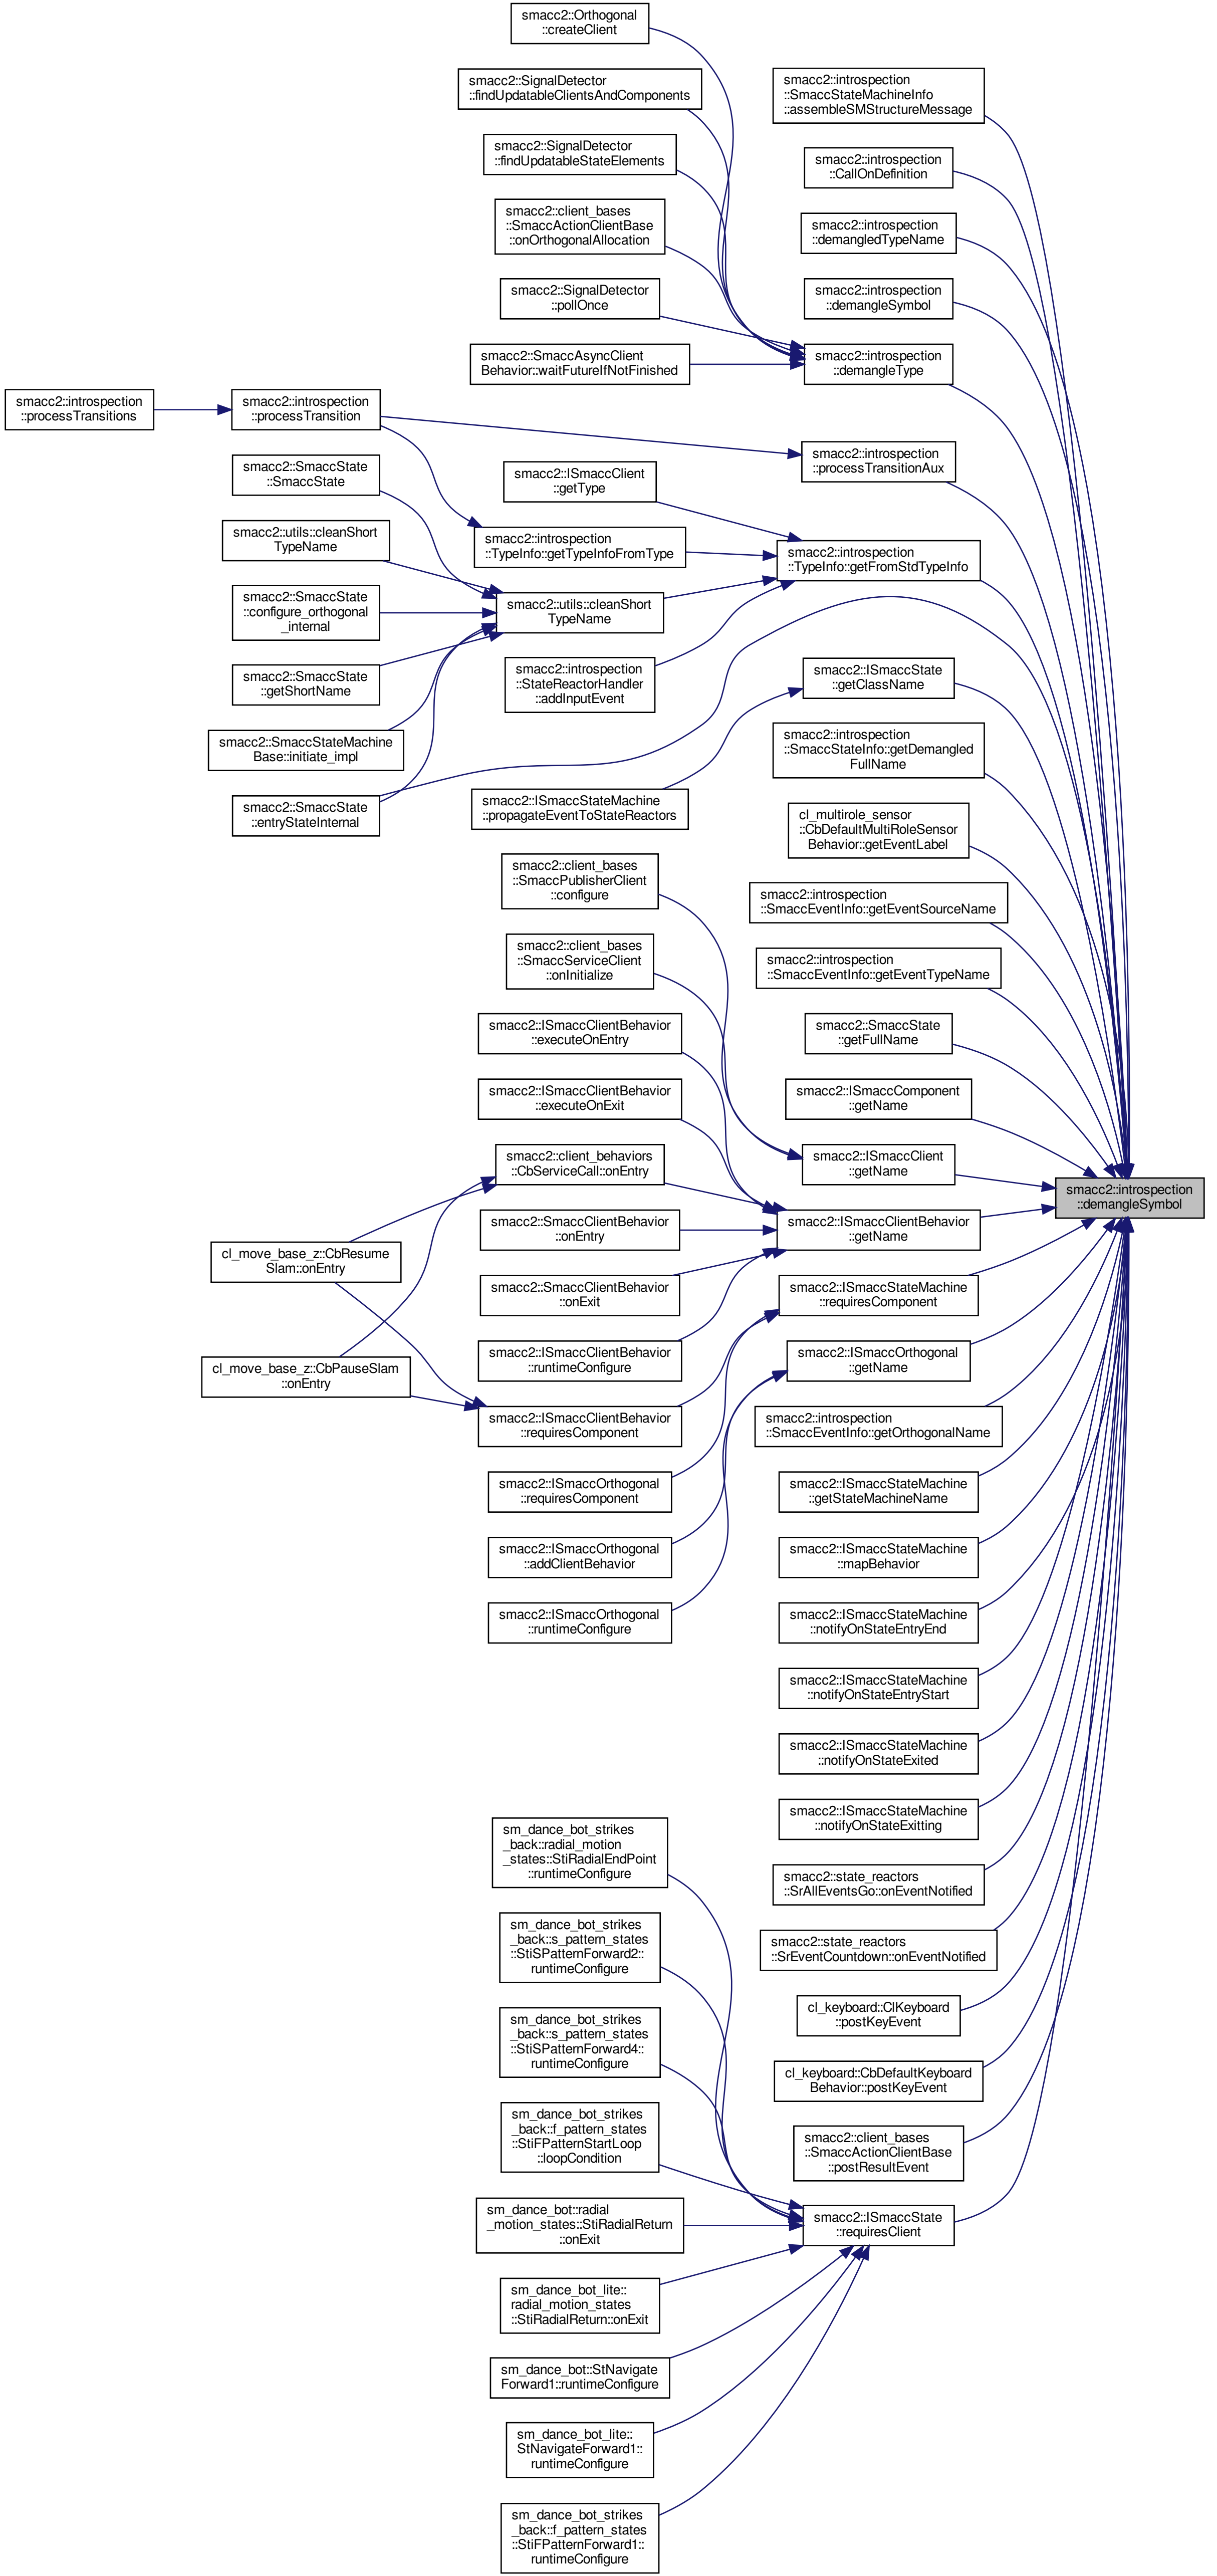 smacc2::Orthogonal
::createClient
smacc2::SignalDetector
::findUpdatableClientsAndComponents
smacc2::introspection
::SmaccStateMachineInfo
::assembleSMStructureMessage
smacc2::SignalDetector
::findUpdatableStateElements
smacc2::introspection
::CallOnDefinition
smacc2::client_bases
::SmaccActionClientBase
::onOrthogonalAllocation
smacc2::introspection
::demangledTypeName
smacc2::SignalDetector
::pollOnce
smacc2::introspection
::demangleSymbol
smacc2::SmaccAsyncClient
Behavior::waitFutureIfNotFinished
smacc2::introspection
::demangleType
smacc2::introspection
::processTransitions
smacc2::introspection
::processTransition
smacc2::introspection
::processTransitionAux
smacc2::SmaccState
::SmaccState
smacc2::ISmaccClient
::getType
smacc2::utils::cleanShort
TypeName
smacc2::introspection
::TypeInfo::getTypeInfoFromType
smacc2::introspection
::TypeInfo::getFromStdTypeInfo
smacc2::SmaccState
::configure_orthogonal
_internal
smacc2::utils::cleanShort
TypeName
smacc2::SmaccState
::getShortName
smacc2::introspection
::StateReactorHandler
::addInputEvent
smacc2::ISmaccState
::getClassName
smacc2::SmaccStateMachine
Base::initiate_impl
smacc2::introspection
::SmaccStateInfo::getDemangled
FullName
smacc2::SmaccState
::entryStateInternal
smacc2::ISmaccStateMachine
::propagateEventToStateReactors
cl_multirole_sensor
::CbDefaultMultiRoleSensor
Behavior::getEventLabel
smacc2::client_bases
::SmaccPublisherClient
::configure
smacc2::introspection
::SmaccEventInfo::getEventSourceName
smacc2::client_bases
::SmaccServiceClient
::onInitialize
smacc2::introspection
::SmaccEventInfo::getEventTypeName
smacc2::ISmaccClientBehavior
::executeOnEntry
smacc2::SmaccState
::getFullName
smacc2::ISmaccClientBehavior
::executeOnExit
smacc2::ISmaccComponent
::getName
smacc2::client_behaviors
::CbServiceCall::onEntry
smacc2::ISmaccClient
::getName
smacc2::introspection
::demangleSymbol
smacc2::SmaccClientBehavior
::onEntry
smacc2::ISmaccClientBehavior
::getName
cl_move_base_z::CbResume
Slam::onEntry
smacc2::SmaccClientBehavior
::onExit
smacc2::ISmaccStateMachine
::requiresComponent
smacc2::ISmaccClientBehavior
::runtimeConfigure
smacc2::ISmaccOrthogonal
::getName
cl_move_base_z::CbPauseSlam
::onEntry
smacc2::ISmaccClientBehavior
::requiresComponent
smacc2::introspection
::SmaccEventInfo::getOrthogonalName
smacc2::ISmaccOrthogonal
::requiresComponent
smacc2::ISmaccStateMachine
::getStateMachineName
smacc2::ISmaccOrthogonal
::addClientBehavior
smacc2::ISmaccStateMachine
::mapBehavior
smacc2::ISmaccOrthogonal
::runtimeConfigure
smacc2::ISmaccStateMachine
::notifyOnStateEntryEnd
smacc2::ISmaccStateMachine
::notifyOnStateEntryStart
smacc2::ISmaccStateMachine
::notifyOnStateExited
smacc2::ISmaccStateMachine
::notifyOnStateExitting
sm_dance_bot_strikes
_back::radial_motion
_states::StiRadialEndPoint
::runtimeConfigure
smacc2::state_reactors
::SrAllEventsGo::onEventNotified
sm_dance_bot_strikes
_back::s_pattern_states
::StiSPatternForward2::
runtimeConfigure
smacc2::state_reactors
::SrEventCountdown::onEventNotified
sm_dance_bot_strikes
_back::s_pattern_states
::StiSPatternForward4::
runtimeConfigure
cl_keyboard::ClKeyboard
::postKeyEvent
cl_keyboard::CbDefaultKeyboard
Behavior::postKeyEvent
sm_dance_bot_strikes
_back::f_pattern_states
::StiFPatternStartLoop
::loopCondition
smacc2::client_bases
::SmaccActionClientBase
::postResultEvent
sm_dance_bot::radial
_motion_states::StiRadialReturn
::onExit
smacc2::ISmaccState
::requiresClient
sm_dance_bot_lite::
radial_motion_states
::StiRadialReturn::onExit
sm_dance_bot::StNavigate
Forward1::runtimeConfigure
sm_dance_bot_lite::
StNavigateForward1::
runtimeConfigure
sm_dance_bot_strikes
_back::f_pattern_states
::StiFPatternForward1::
runtimeConfigure